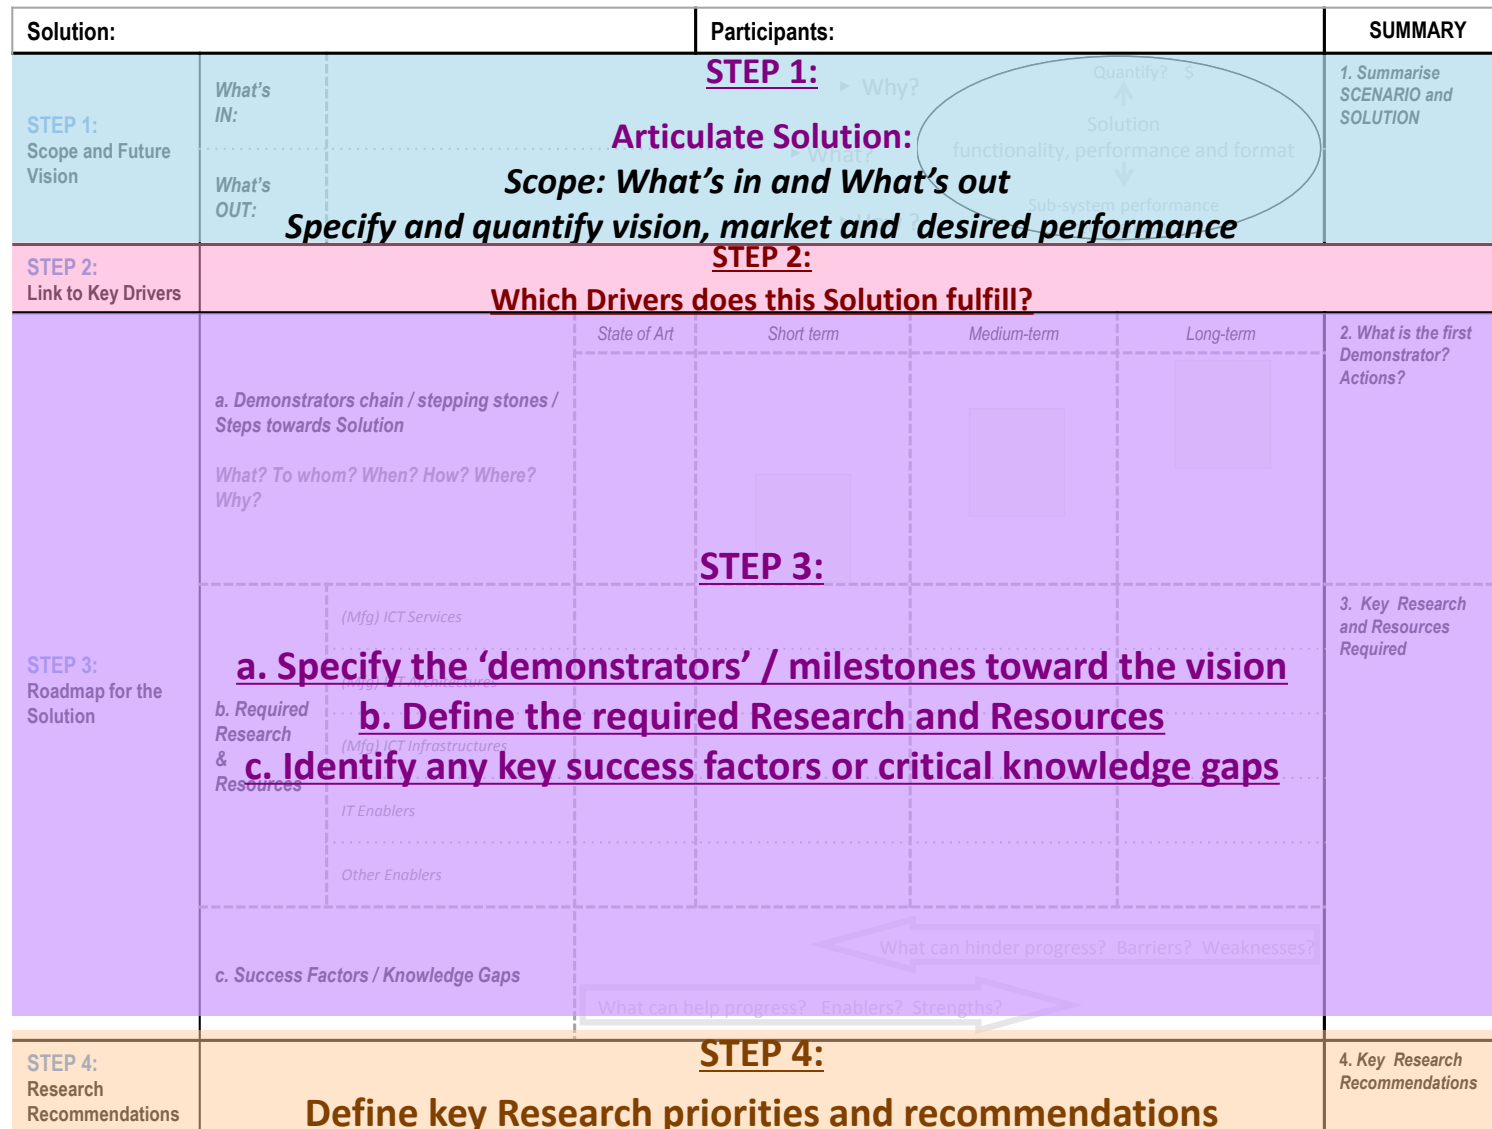 Solution:
Participants:
SUMMARY
STEP 1:
Scope and Future
Vision
What's
IN:
What's
OUT:
STEP 1:
Articulate Solution:
Scope: What's in and What's out
Specify and quantify vision, market and desired performance
Why?
What?
Quantify? $
Solution
functionality, performance and format
Sub-system performance
1. Summarise
SCENARIO and
SOLUTION
STEP 2:
Link to Key Drivers
STEP 2:
Which Drivers does this Solution fulfill?
State of Art
Short term
Medium-term
Long-term
2. What is the first
Demonstrator?
Actions?
a. Demonstrators chain / stepping stones /
Steps towards Solution
What? To whom? When? How? Where?
Why?
STEP 3:
Roadmap for the
Solution
STEP 3:
a. Specify the ‘demonstrators’ / milestones toward the vision
b. Define the required Research and Resources
c. Identify any key success factors or critical knowledge gaps
b. Required
Research
&
Resources
(Mfg) ICT Services
(Mfg) ICT Architectures
(Mfg) ICT Infrastructures
IT Enablers
Other Enablers
3. Key Research
and Resources
Required
c. Success Factors / Knowledge Gaps
What can hinder progress? Barriers? Weaknesses?
What can help progress? Enablers? Strengths?
STEP 4:
Research
Recommendations
STEP 4:
Define key Research priorities and recommendations
4. Key Research
Recommendations